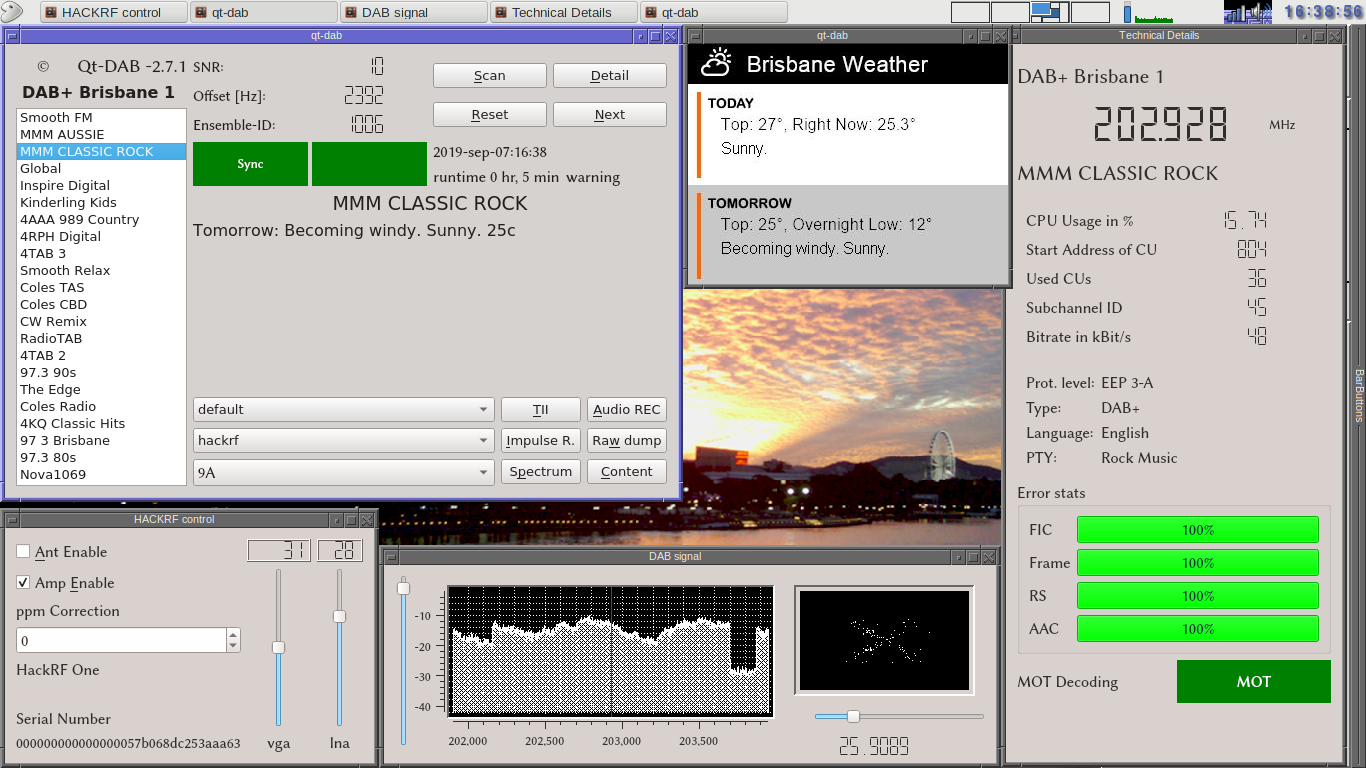 HACKRF control
qt-dab
DAB signal
Technical Details
qt-dab
16:38:56
qt-dab
© Qt-DAB -2.7.1
DAB+ Brisbane 1
Smooth FM
MMM AUSSIE
MMM CLASSIC ROCK
Global
Inspire Digital
Kinderling Kids
4AAA 989 Country
4RPH Digital
4TAB 3
Smooth Relax
Coles TAS
Coles CBD
CW Remix
RadioTAB
4TAB 2
97.3 90s
The Edge
Coles Radio
4KQ Classic Hits
97 3 Brisbane
97.3 80s
Nova1069
SNR: 10
Offset [Hz]: 2392
Ensemble-ID: 1006
Scan
Detail
Reset
Next
Sync
2019-sep-07:16:38
runtime 0 hr, 5 min warning
MMM CLASSIC ROCK
Tomorrow: Becoming windy. Sunny. 25c
default
TII
Audio REC
hackrf
Impulse R.
Raw dump
9A
Spectrum
Content
qt-dab
Brisbane Weather
TODAY
Top: 27°, Right Now: 25.3°
Sunny.
TOMORROW
Top: 25°, Overnight Low: 12°
Becoming windy. Sunny.
Technical Details
DAB+ Brisbane 1
202.928 MHz
MMM CLASSIC ROCK
CPU Usage in % 15.74
Start Address of CU 804
Used CUs 36
Subchannel ID 45
Bitrate in kBit/s 48
Prot. level: EEP 3-A
Type: DAB+
Language: English
PTY: Rock Music
Error stats
FIC 100%
Frame 100%
RS 100%
AAC 100%
MOT Decoding MOT
BarButtons
HACKRF control
Ant Enable
31
28
Amp Enable
ppm Correction
0
HackRF One
Serial Number
000000000000000057b068dc253aaa63
vga
lna
DAB signal
-10
-20
-30
-40
202,000
202,500
203,000
203,500
25.9089